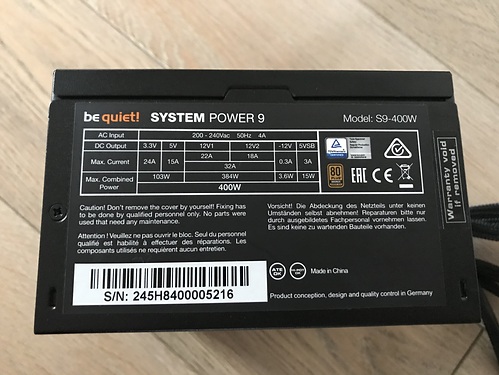 be quiet! SYSTEM POWER 9 Model: S9-400W
AC Input 200 - 240Vac 50Hz 4A
DC Output 3.3V 5V 12V1 12V2 -12V 5VSB
Max. Current 24A 15A 22A 18A 0.3A 3A
32A
Max. Combined Power 103W 384W 3.6W 15W
400W
80
EAC CE
Warranty void
if removed
Caution! Don't remove the cover by yourself! Fixing has
to be done by qualified personnel only. No parts were
used that need any maintenance.
Attention ! Veuillez ne pas ouvrir le bloc. Seul du personnel
qualifié est habilité à effectuer des réparations. Les
composants utilisés ne requièrent aucun entretien.
Vorsicht! Die Abdeckung des Netzteils unter keinen
Umständen selbst abnehmen! Reparaturen bitte nur
durch ausgebildetes Fachpersonal vornehmen lassen.
Es sind keine zu wartenden Bauteile vorhanden.
S/N: 245H8400005216
ATE OK
Made in China
Product conception, design and quality control in Germany